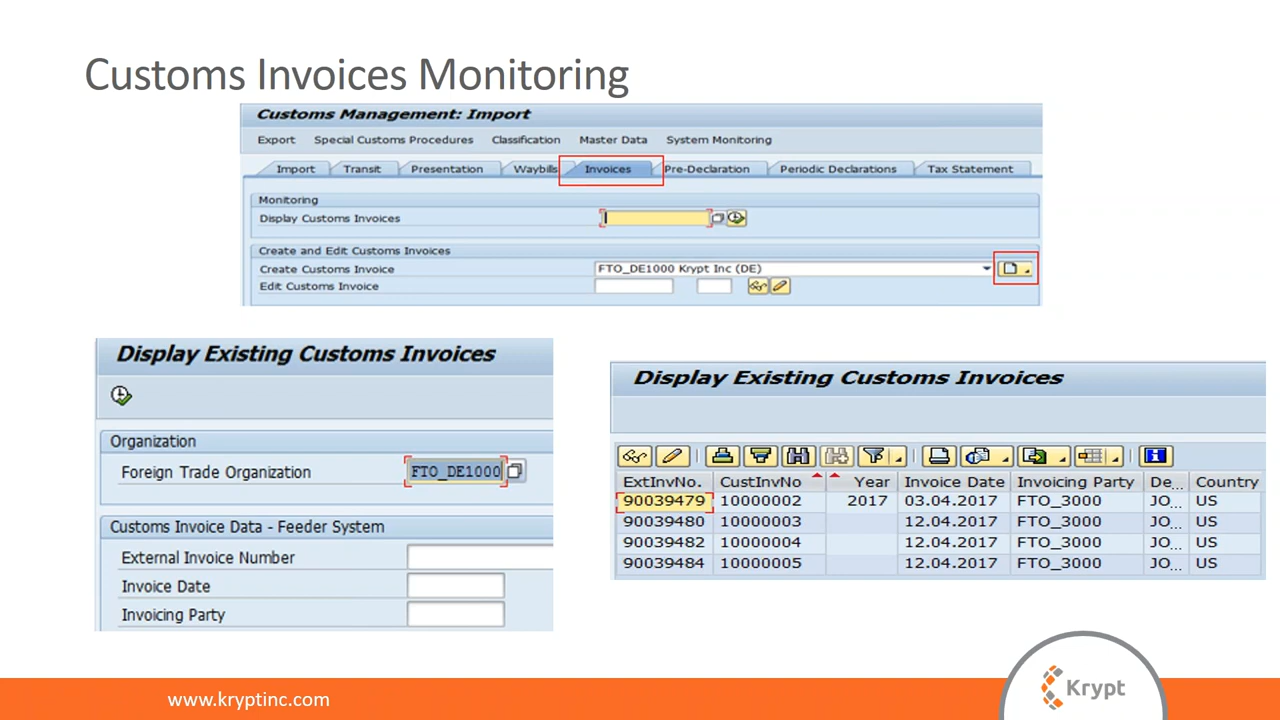 Customs Invoices Monitoring
Customs Management: Import
Export Special Customs Procedures Classification Master Data System Monitoring
Import Transit Presentation Waybills Invoices Pre-Declaration Periodic Declarations Tax Statement
Monitoring
Display Customs Invoices
Create and Edit Customs Invoices
Create Customs Invoice FTO_DE1000 Krypt Inc (DE)
Edit Customs Invoice
Display Existing Customs Invoices
Organization
Foreign Trade Organization FTO_DE1000
Customs Invoice Data - Feeder System
External Invoice Number
Invoice Date
Invoicing Party
Display Existing Customs Invoices
ExtInvNo. CustInvNo Year Invoice Date Invoicing Party De... Country
90039479 10000002 2017 03.04.2017 FTO_3000 JO... US
90039480 10000003 12.04.2017 FTO_3000 JO... US
90039482 10000004 12.04.2017 FTO_3000 JO... US
90039484 10000005 12.04.2017 FTO_3000 JO... US
www.kryptinc.com
Krypt